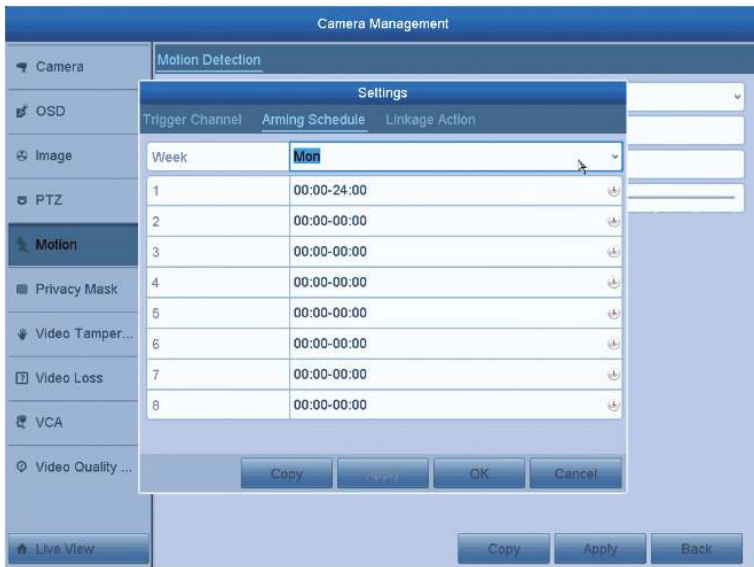 Camera Management
Camera
OSD
Image
PTZ
Motion
Privacy Mask
Video Tamper...
Video Loss
VCA
Video Quality ...
Live View
Motion Detection
Settings
Trigger Channel Arming Schedule Linkage Action
Week Mon
1 00:00-24:00
2 00:00-00:00
3 00:00-00:00
4 00:00-00:00
5 00:00-00:00
6 00:00-00:00
7 00:00-00:00
8 00:00-00:00
Copy Apply OK Cancel
Copy Apply Back